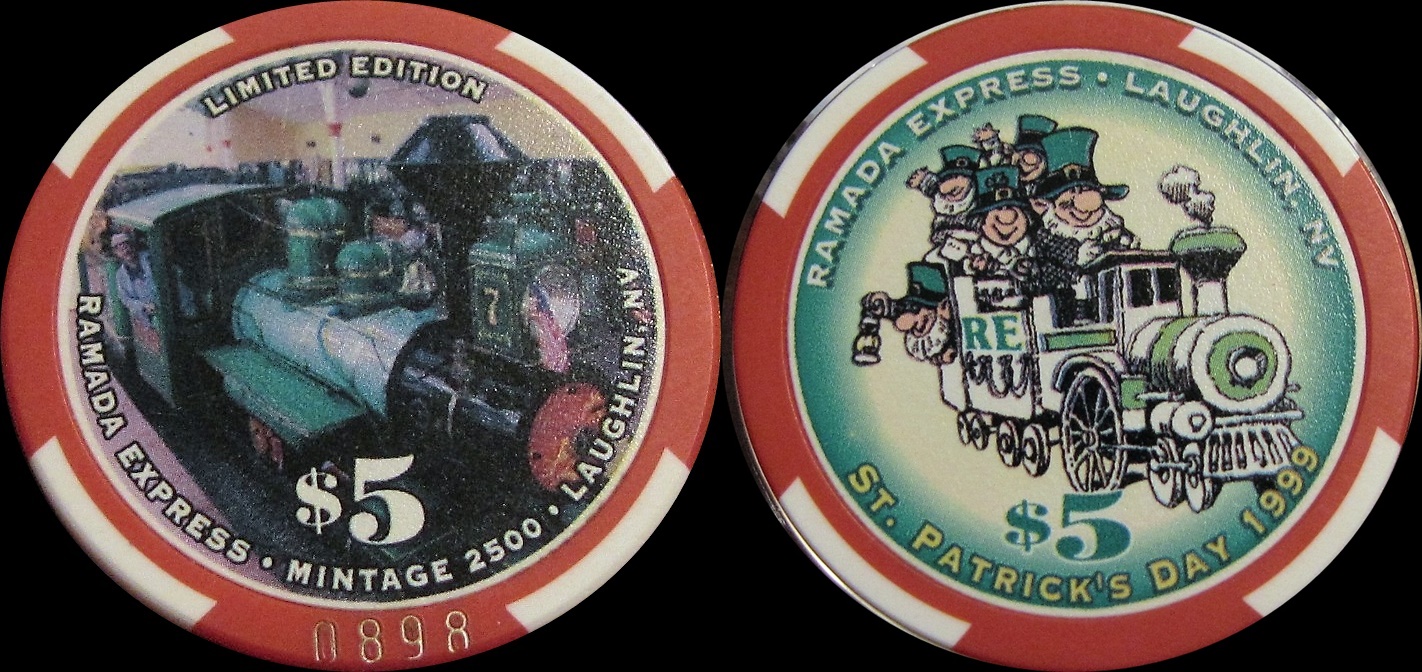 LIMITED EDITION
7
$5
RAMADA EXPRESS • MINTAGE 2500 • LAUGHLIN, NV
0898
RAMADA EXPRESS • LAUGHLIN, NV
RE
$5
ST. PATRICK'S DAY 1999